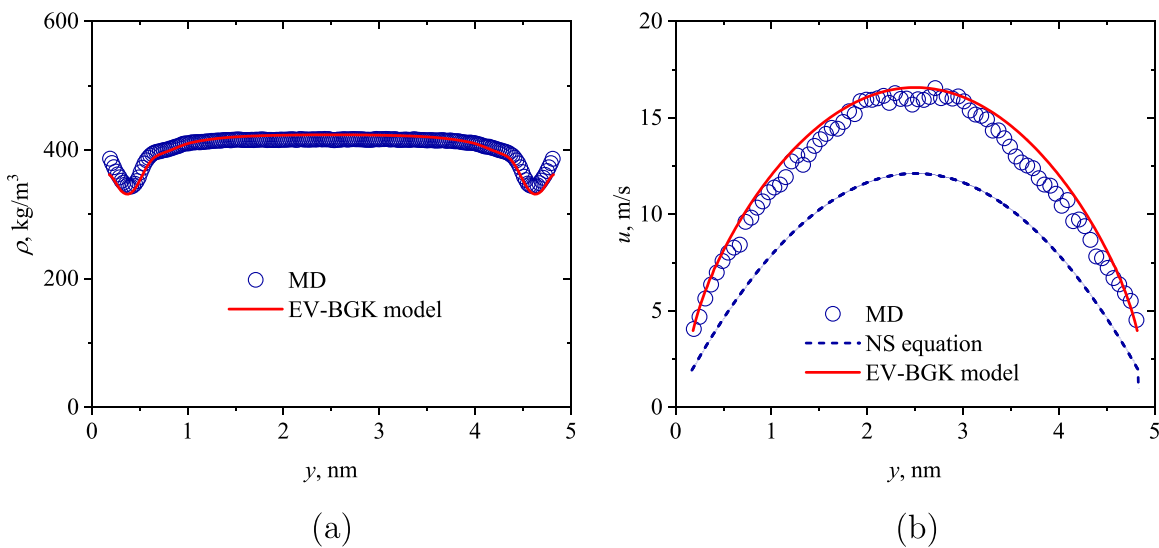 600
400
200
0
ρ, kg/m³
0 1 2 3 4 5
y, nm
MD
EV-BGK model
(a)
20
15
10
5
0
u, m/s
0 1 2 3 4 5
y, nm
MD
NS equation
EV-BGK model
(b)